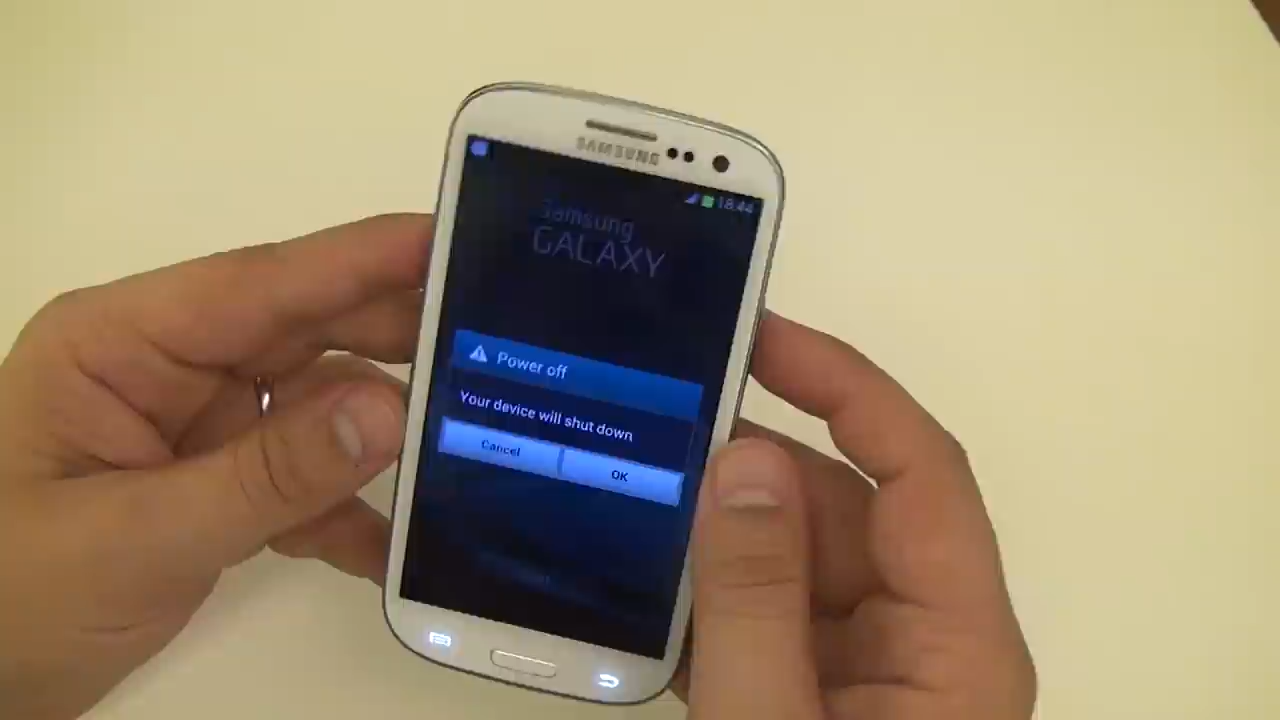 SAMSUNG
18:44
Samsung
GALAXY
Power off
Your device will shut down
Cancel
OK